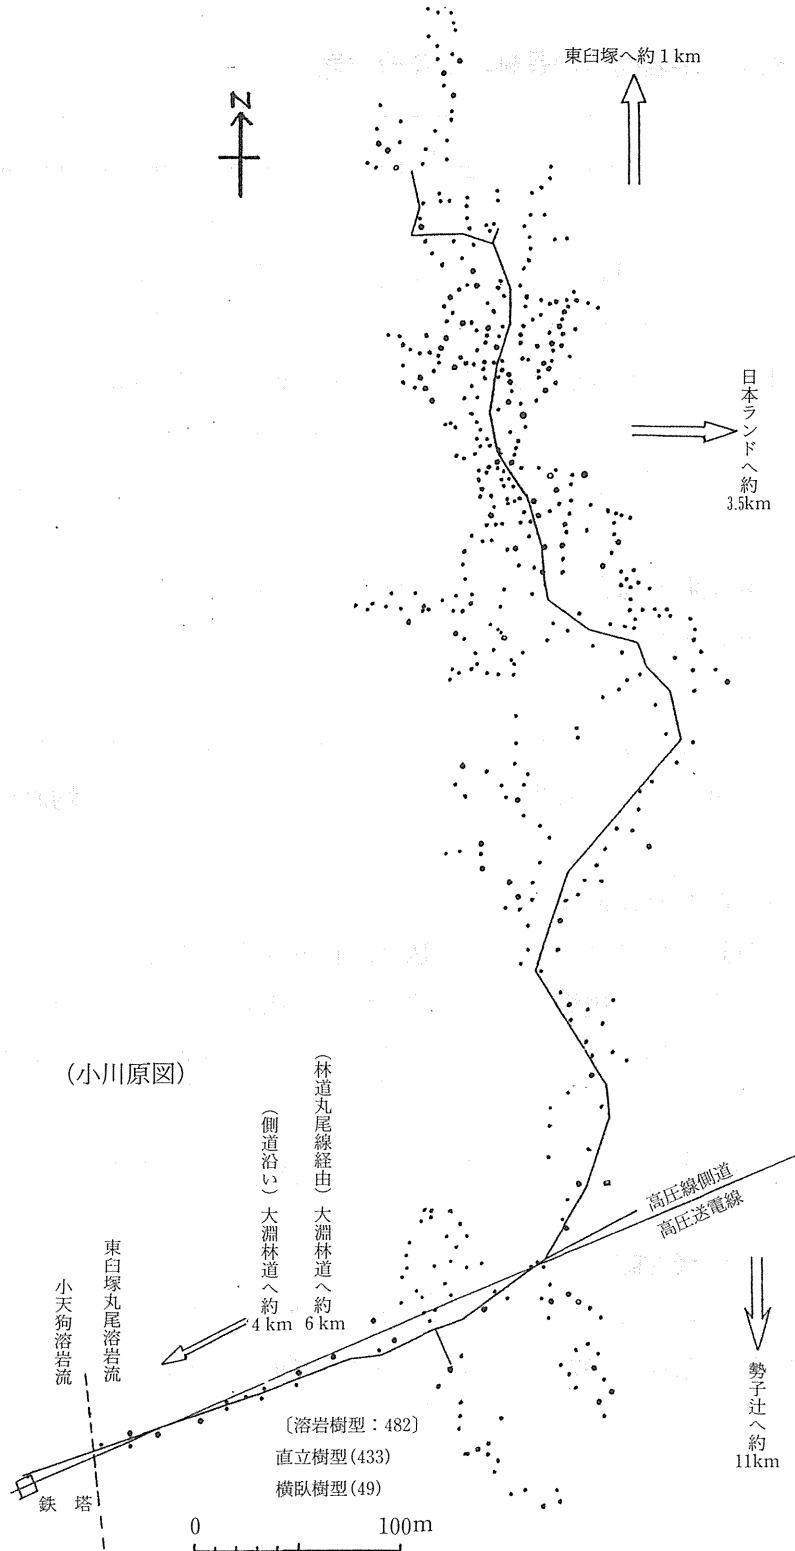 東臼塚へ約1km
N
日本ランドへ約
3.5km
(小川原図)
(林道丸尾線経由) 大淵林道へ約
6km
(側道沿い) 大淵林道へ約
4km
高圧線側道
高圧送電線
東臼塚丸尾溶岩流
小天狗溶岩流
勢子辻へ約
11km
〔溶岩樹型:482〕
直立樹型(433)
横臥樹型(49)
鉄 塔
0 100m